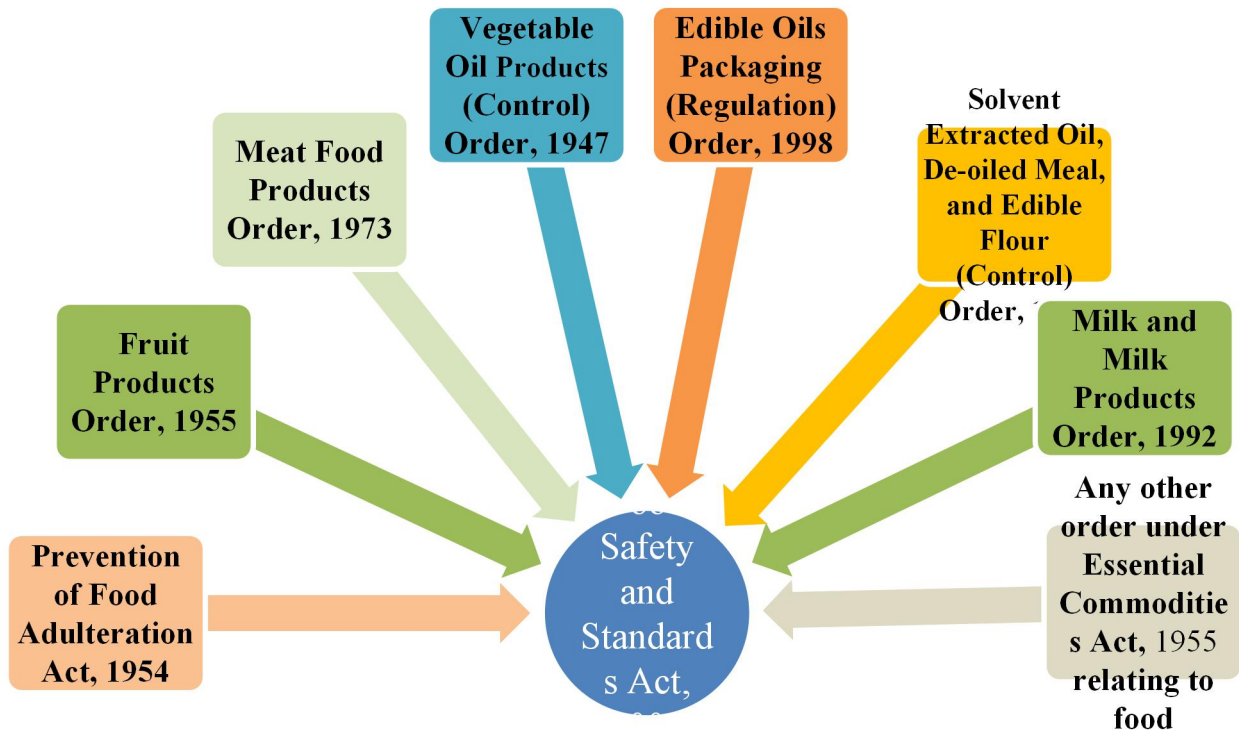 Vegetable
Oil Products
(Control)
Order, 1947
Edible Oils
Packaging
(Regulation)
Order, 1998
Solvent
Extracted Oil,
De-oiled Meal,
and Edible
Flour
(Control)
Order,
Meat Food
Products
Order, 1973
Fruit
Products
Order, 1955
Milk and
Milk
Products
Order, 1992
Prevention
of Food
Adulteration
Act, 1954
Safety
and
Standard
s Act,
Any other
order under
Essential
Commoditie
s Act, 1955
relating to
food